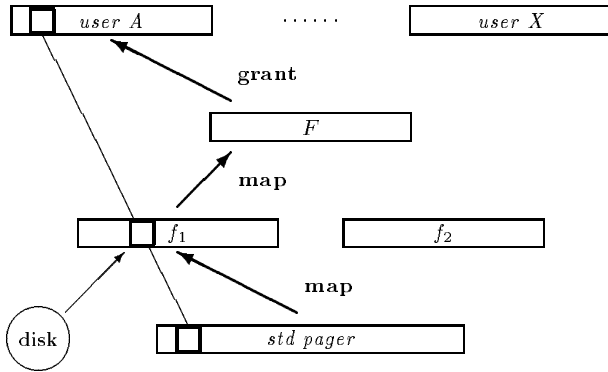 user A ...... user X
grant
F
map
f1 f2
map
disk std pager